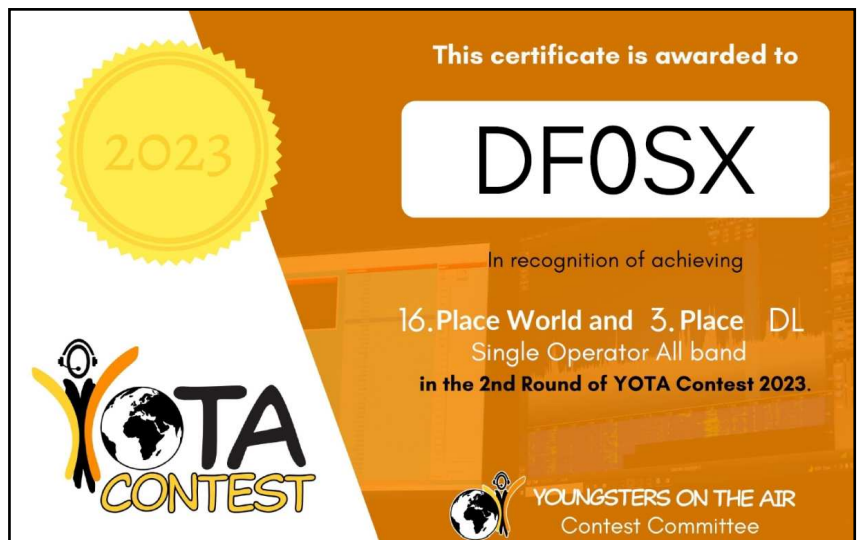 2023
This certificate is awarded to
DF0SX
In recognition of achieving
16. Place World and 3. Place DL
Single Operator All band
in the 2nd Round of YOTA Contest 2023.
YOTA
CONTEST
YOUNGSTERS ON THE AIR
Contest Committee